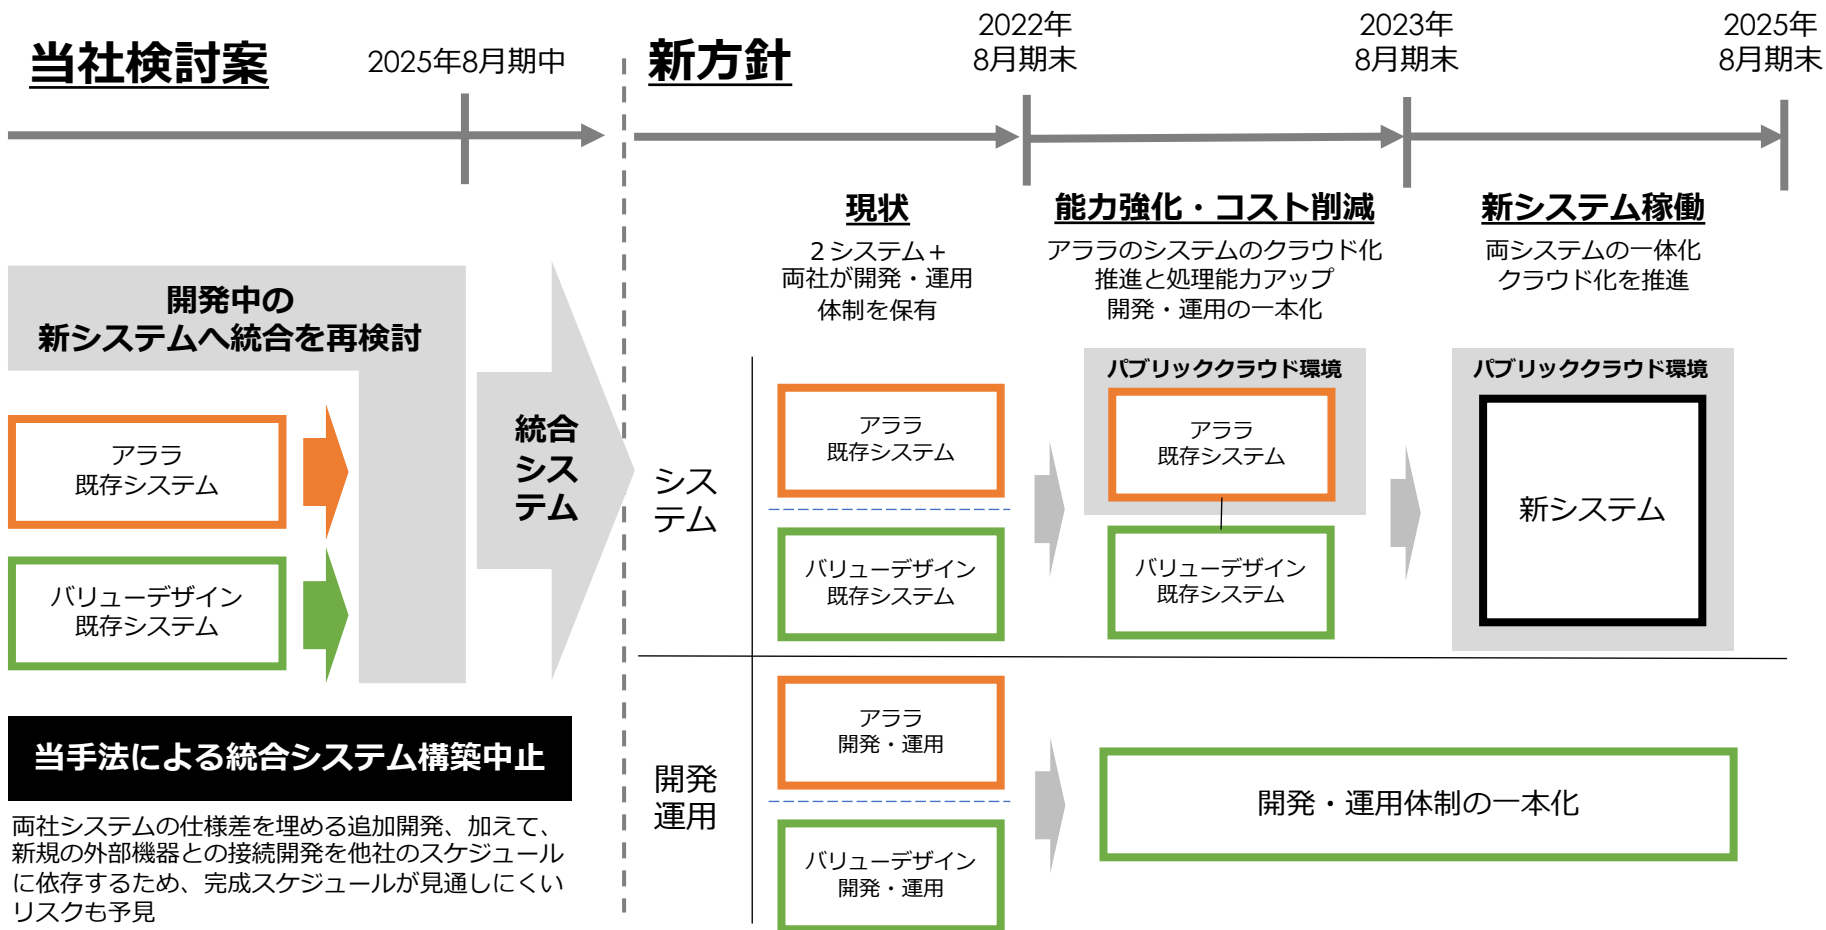 当社検討案
2025年8月期中
開発中の
新システムへ統合を再検討
アララ
既存システム
バリューデザイン
既存システム
統合
シス
テム
当手法による統合システム構築中止
両社システムの仕様差を埋める追加開発、加えて、
新規の外部機器との接続開発を他社のスケジュール
に依存するため、完成スケジュールが見通しにくい
リスクも予見
新方針
2022年
8月期末
2023年
8月期末
2025年
8月期末
現状
2システム+
両社が開発・運用
体制を保有
能力強化・コスト削減
アララのシステムのクラウド化
推進と処理能力アップ
開発・運用の一本化
新システム稼働
両システムの一体化
クラウド化を推進
シス
テム
アララ
既存システム
バリューデザイン
既存システム
パブリッククラウド環境
アララ
既存システム
バリューデザイン
既存システム
パブリッククラウド環境
新システム
開発
運用
アララ
開発・運用
バリューデザイン
開発・運用
開発・運用体制の一本化